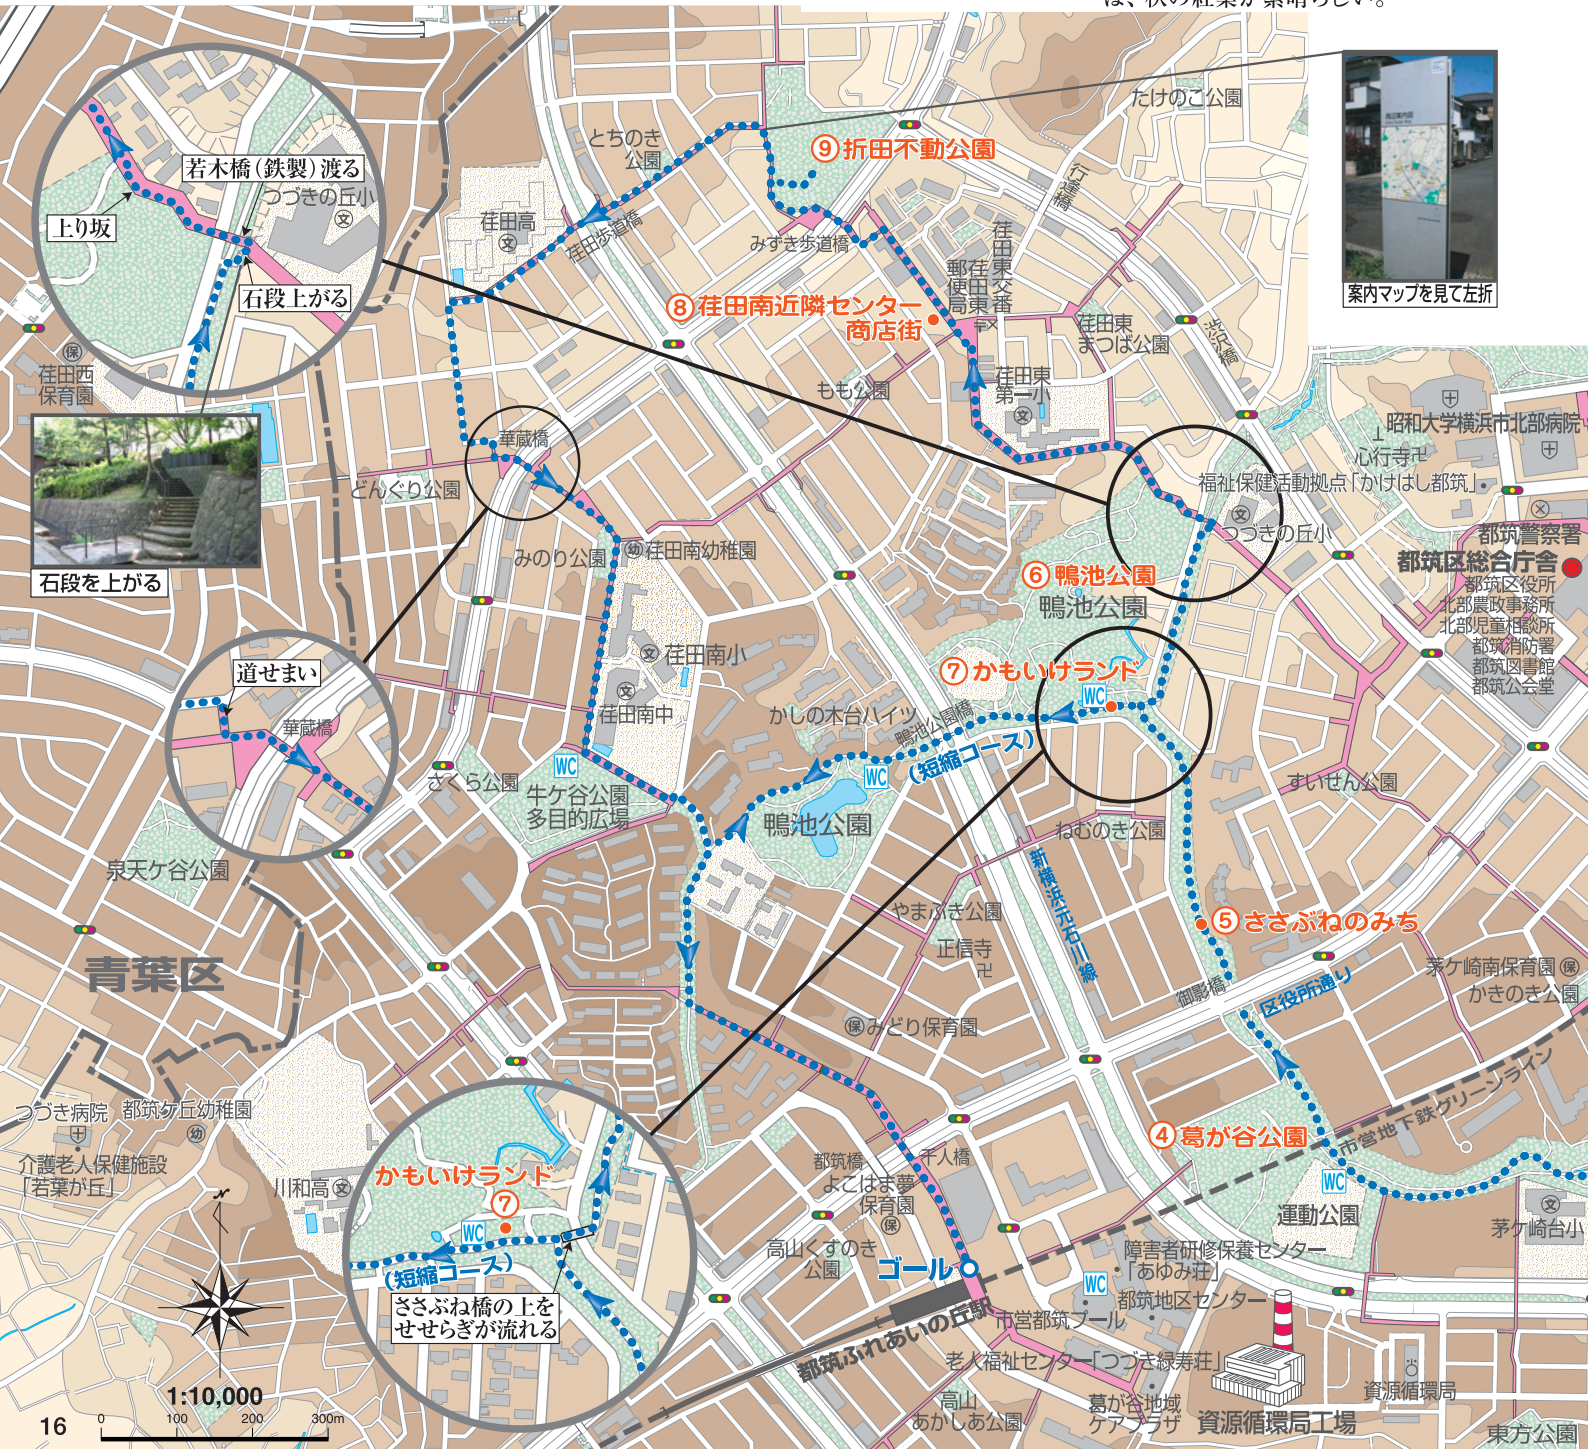 は、秋の紅葉が素晴らしい。
若木橋（鉄製）渡る
つづきの丘小
上り坂
石段上がる
とちのき
公園
⑨折田不動公園
たけのこ公園
行逢橋
案内マップを見て左折
荏田高
荏田歩道橋
みずき歩道橋
荏田東交番
荏田東
郵便局
⑧荏田南近隣センター
商店街
荏田東
まつば公園
渋沢橋
荏田西
保育園
もも公園
荏田東
第一小
石段を上がる
華蔵橋
どんぐり公園
みのり公園
荏田南幼稚園
昭和大学横浜市北部病院
心行寺
福祉保健活動拠点「かけはし都筑」
つづきの丘小
都筑警察署
都筑区総合庁舎
都筑区役所
北部農政事務所
北部児童相談所
都筑消防署
都筑図書館
都筑公会堂
⑥鴨池公園
鴨池公園
⑦かもいけランド
WC
道せまい
華蔵橋
荏田南小
荏田南中
かしの木台ハイツ
鴨池公園橋
（短縮コース）
WC
WC
さくら公園
牛ケ谷公園
多目的広場
鴨池公園
すいせん公園
ねむのき公園
泉天ケ谷公園
新横浜元石川線
やまぶき公園
正信寺
⑤ささぶねのみち
青葉区
御影橋
区役所通り
茅ケ崎南保育園
かきのき公園
みどり保育園
市営地下鉄グリーンライン
つづき病院
都筑ケ丘幼稚園
介護老人保健施設
「若葉が丘」
川和高
④葛が谷公園
WC
運動公園
茅ケ崎台小
都筑橋
千人橋
よこはま夢
保育園
高山くすのき
公園
ゴール
かもいけランド
⑦
WC
（短縮コース）
ささぶね橋の上を
せせらぎが流れる
障害者研修保養センター
「あゆみ荘」
WC
都筑地区センター
市営都筑プール
都筑ふれあいの丘駅
老人福祉センター「つづき緑寿荘」
高山
あかしあ公園
葛が谷地域
ケアプラザ
資源循環局工場
資源循環局
東方公園
1:10,000
0 100 200 300m
16